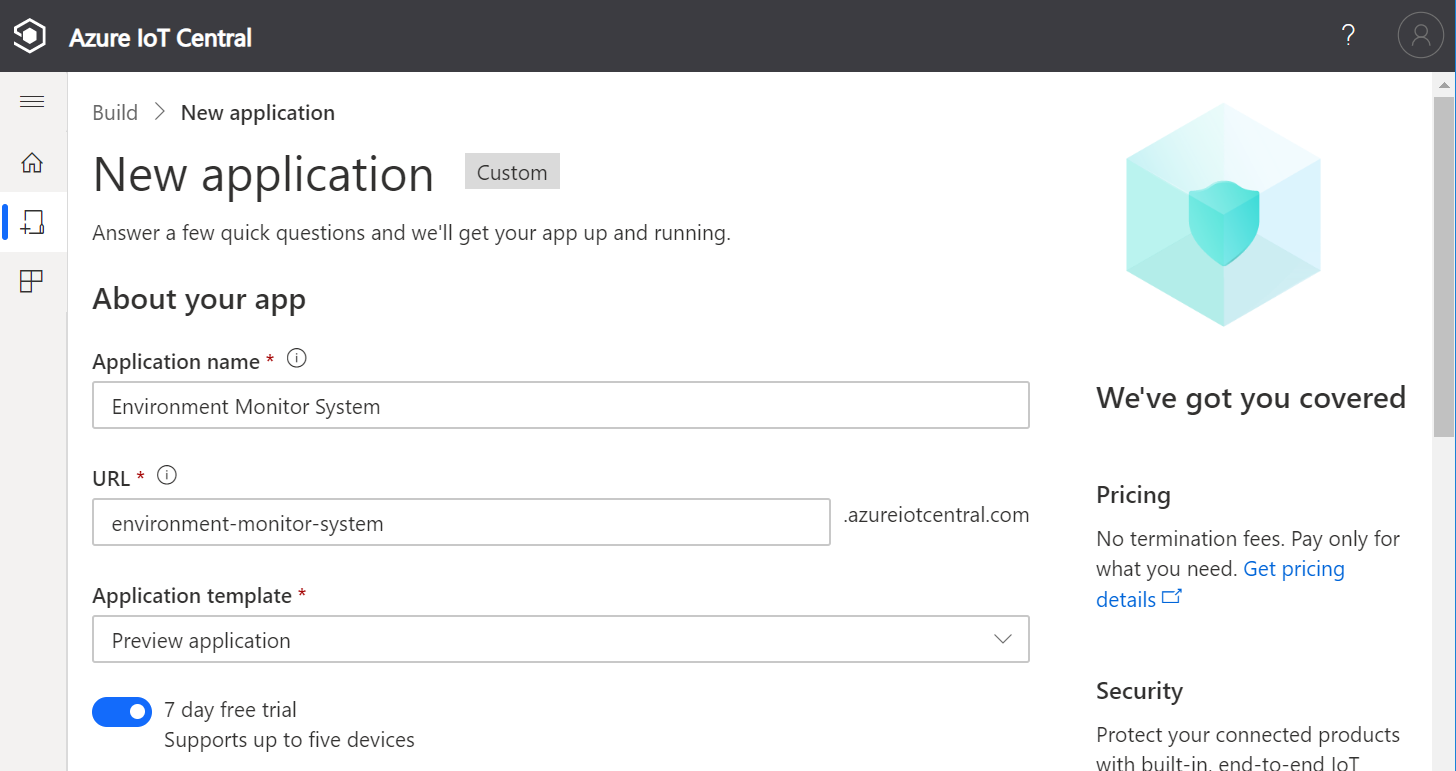 Azure IoT Central
?
Build > New application
New application
Custom
Answer a few quick questions and we'll get your app up and running.
About your app
Application name *
Environment Monitor System
URL *
environment-monitor-system
.azureiotcentral.com
Application template *
Preview application
7 day free trial
Supports up to five devices
We've got you covered
Pricing
No termination fees. Pay only for
what you need. Get pricing
details
Security
Protect your connected products
with built-in, end-to-end IoT